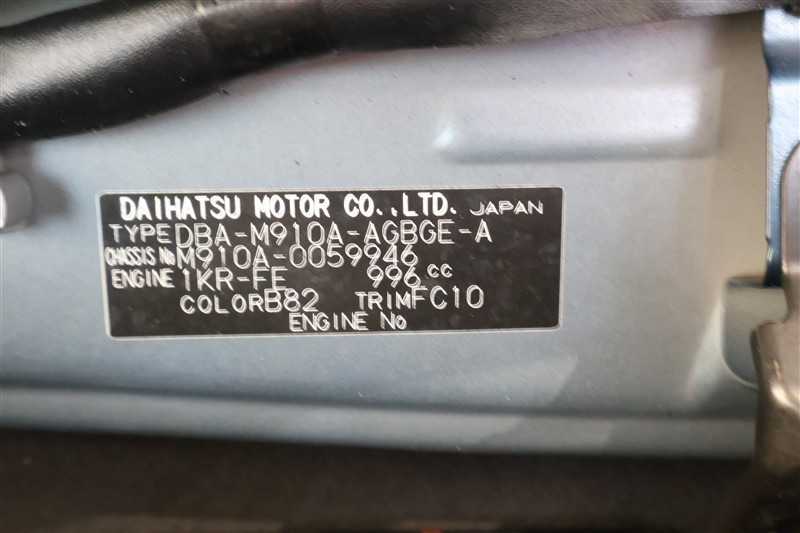 DAIHATSU MOTOR CO.,LTD. JAPAN
TYPE DBA-M910A-AGBGE-A
CHASSIS No M910A-0059946
ENGINE 1KR-FE 996 cc
COLOR B82 TRIM FC10
ENGINE No